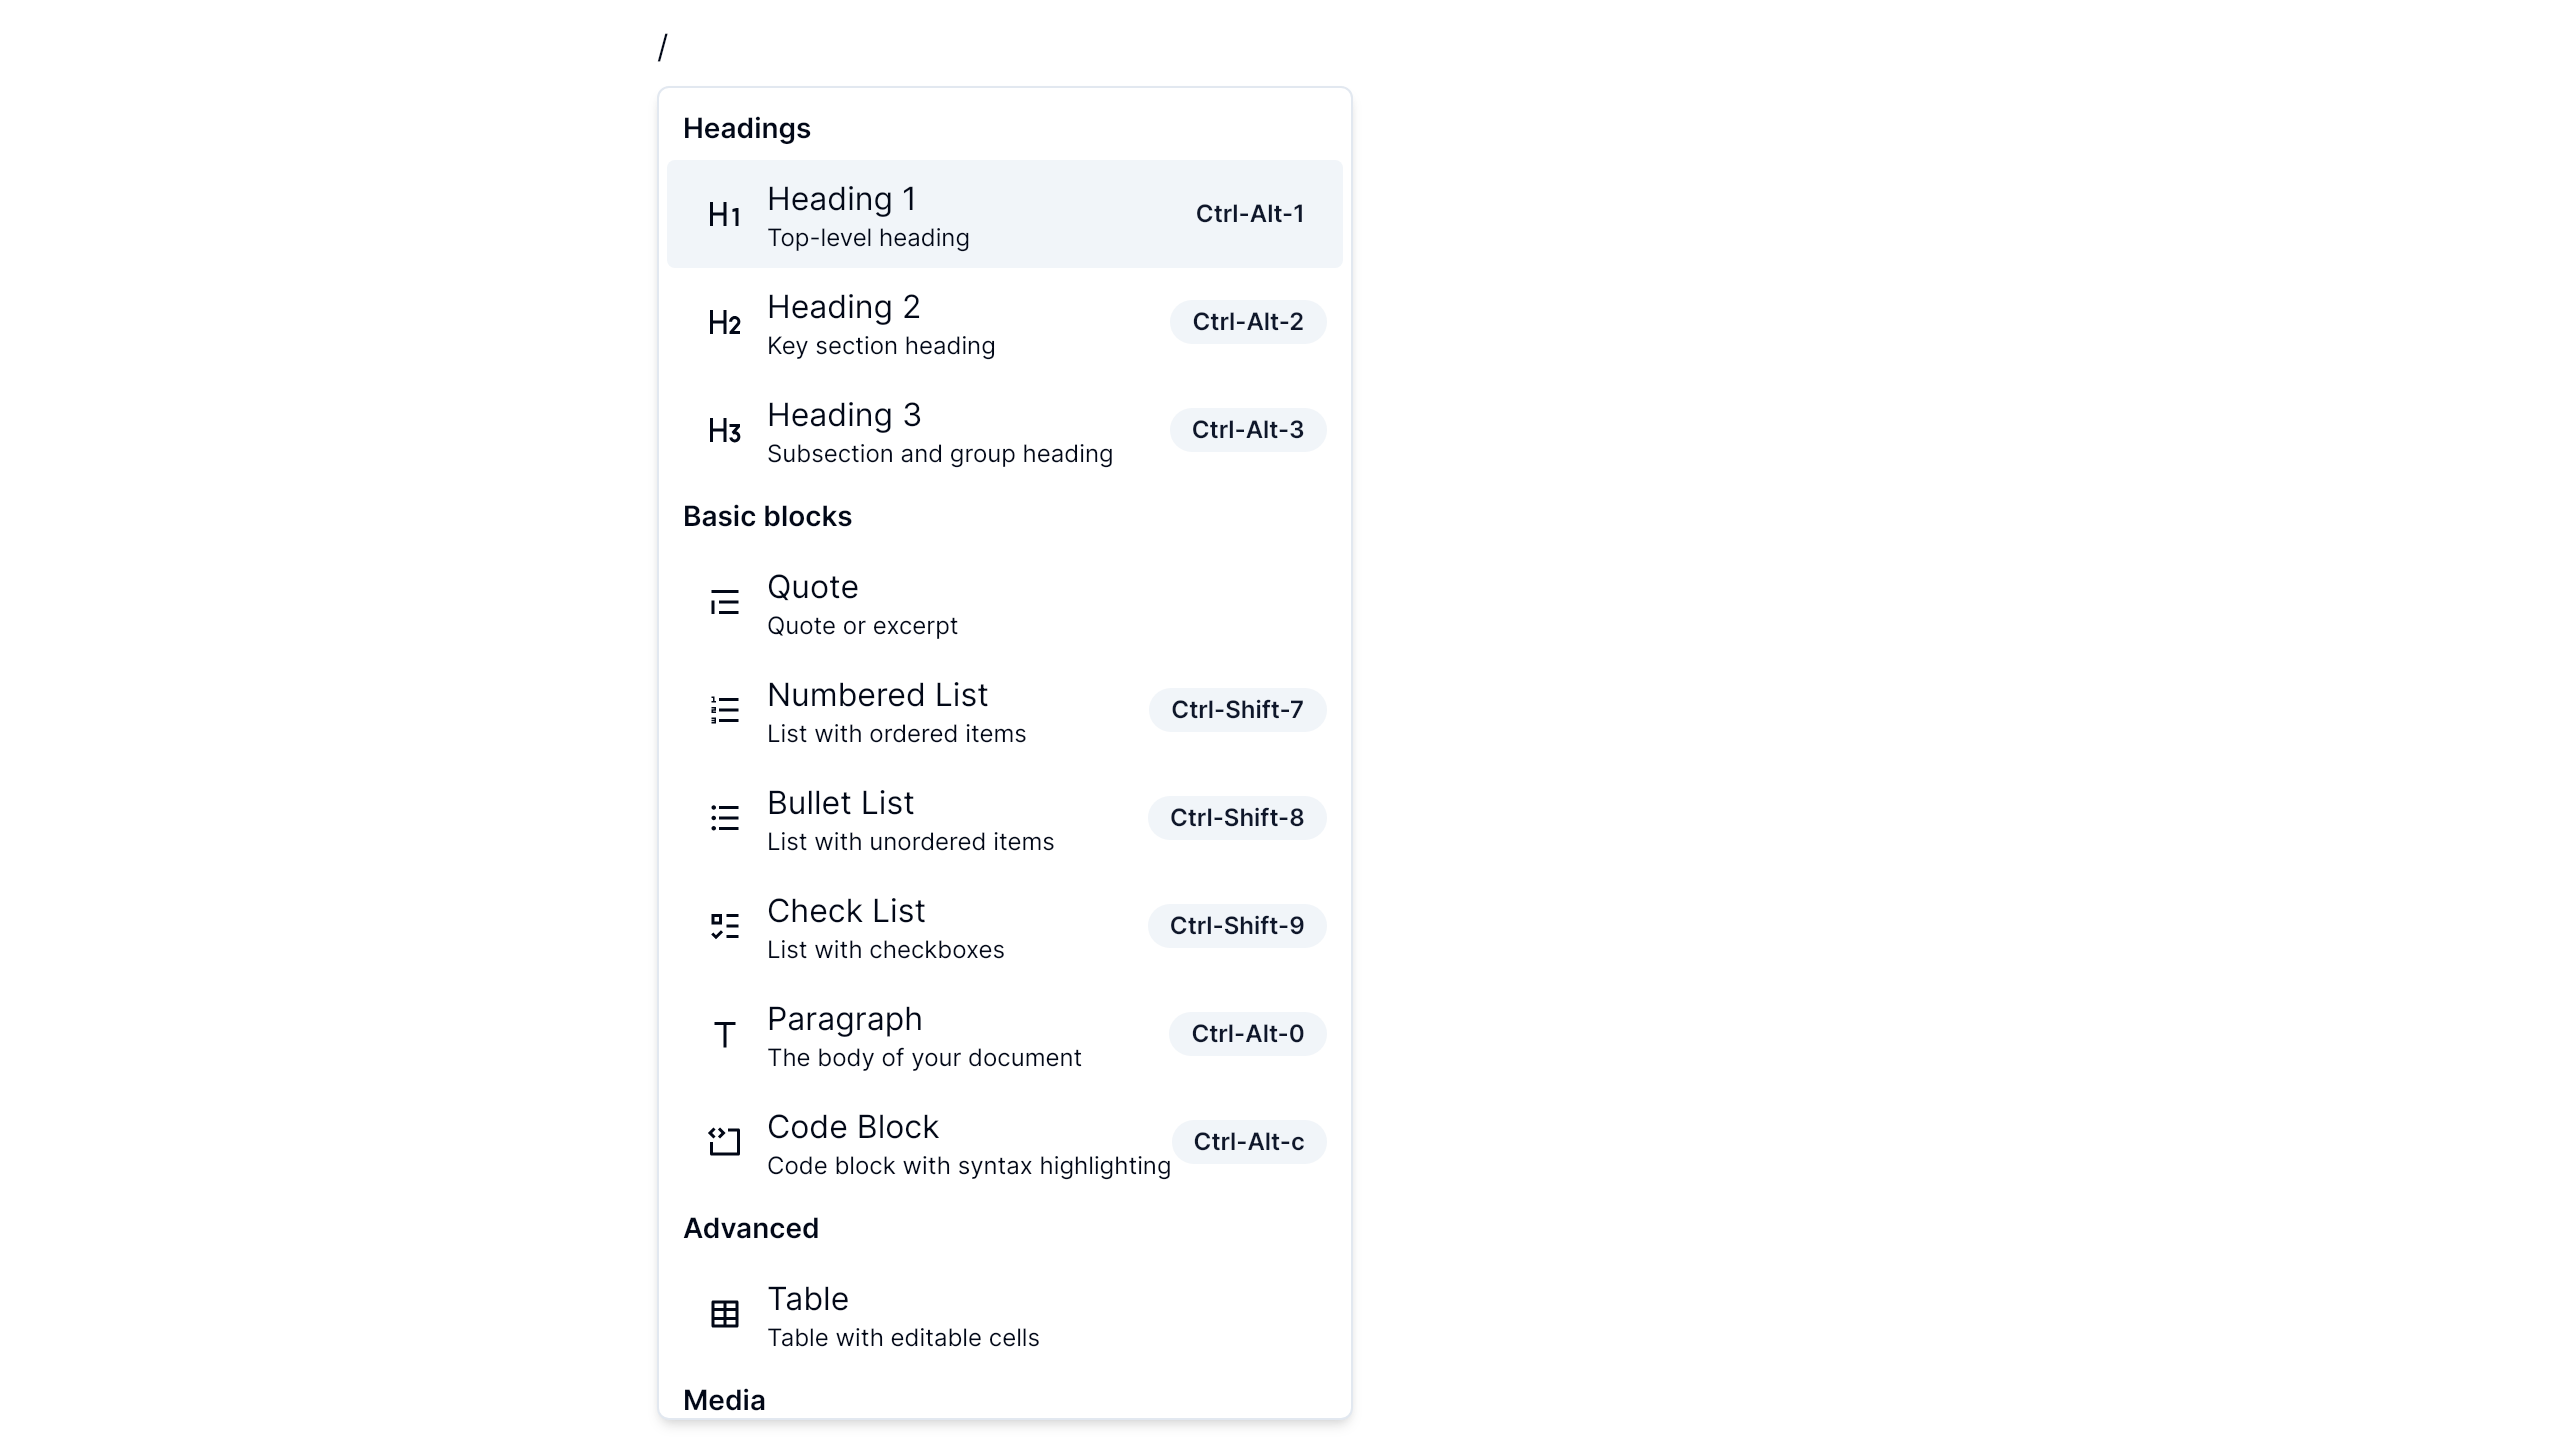 /
Headings
H1 Heading 1 Ctrl-Alt-1
Top-level heading
H2 Heading 2 Ctrl-Alt-2
Key section heading
H3 Heading 3 Ctrl-Alt-3
Subsection and group heading
Basic blocks
Quote
Quote or excerpt
Numbered List Ctrl-Shift-7
List with ordered items
Bullet List Ctrl-Shift-8
List with unordered items
Check List Ctrl-Shift-9
List with checkboxes
Paragraph Ctrl-Alt-0
The body of your document
Code Block Ctrl-Alt-c
Code block with syntax highlighting
Advanced
Table
Table with editable cells
Media